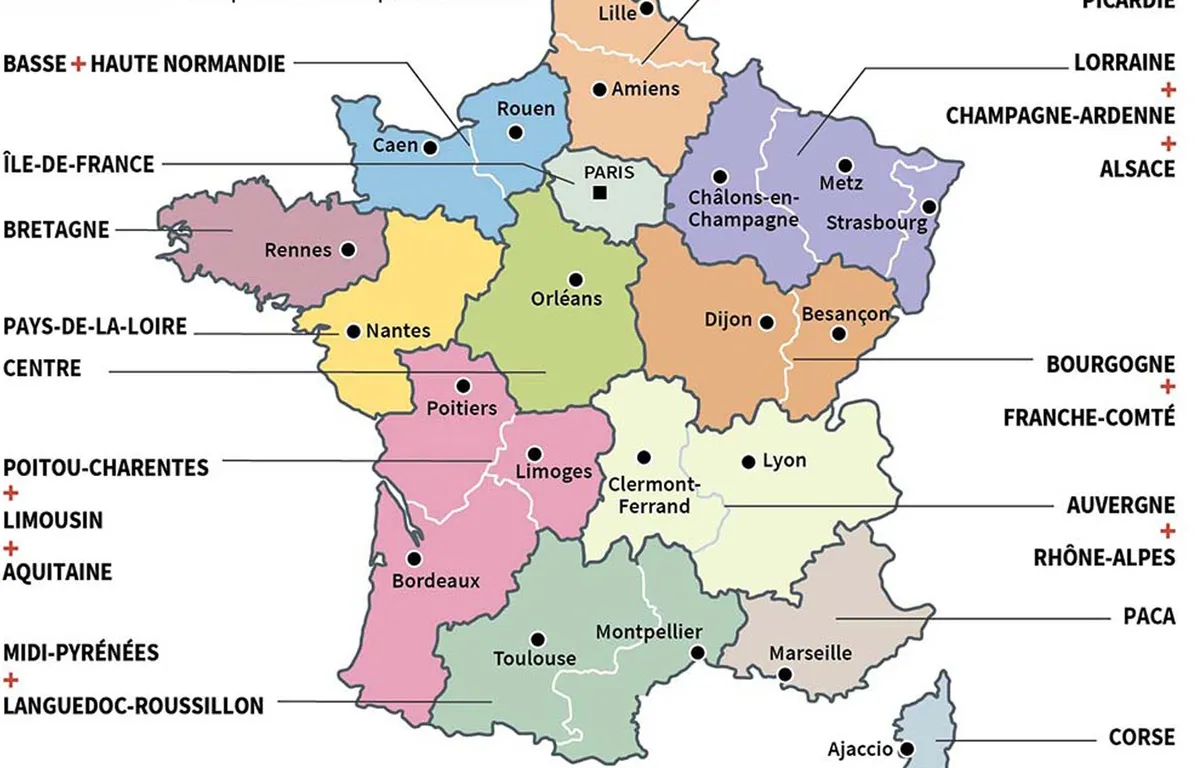 PICARDIE
Lille
BASSE + HAUTE NORMANDIE
LORRAINE
+
CHAMPAGNE-ARDENNE
+
ALSACE
Amiens
Rouen
Caen
ÎLE-DE-FRANCE
PARIS
Châlons-en-
Champagne
Metz
Strasbourg
BRETAGNE
Rennes
Orléans
PAYS-DE-LA-LOIRE
Nantes
Dijon
Besançon
CENTRE
BOURGOGNE
+
FRANCHE-COMTÉ
Poitiers
POITOU-CHARENTES
+
LIMOUSIN
+
AQUITAINE
Limoges
Clermont-
Ferrand
Lyon
AUVERGNE
+
RHÔNE-ALPES
Bordeaux
PACA
MIDI-PYRÉNÉES
+
LANGUEDOC-ROUSSILLON
Toulouse
Montpellier
Marseille
Ajaccio
CORSE